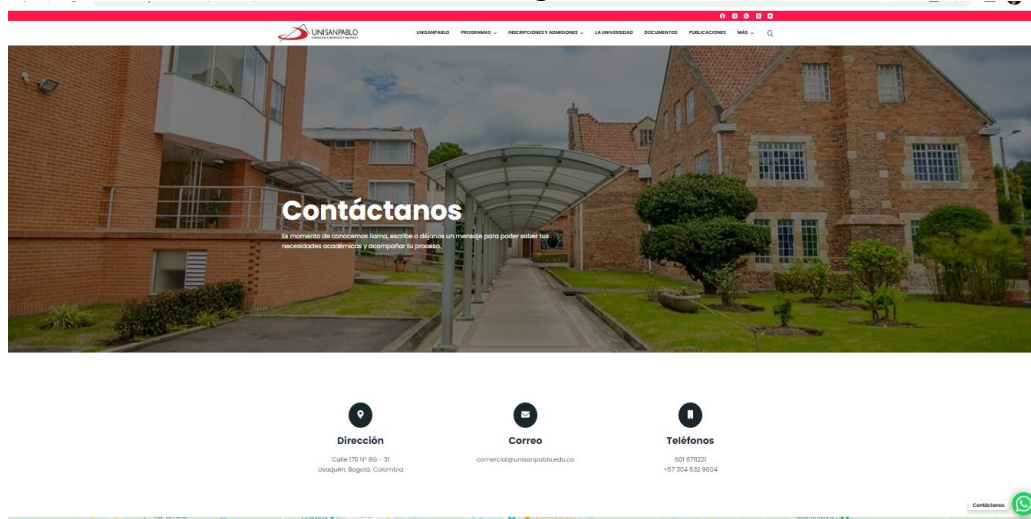 UNISANPABLO
UNISANPABLO PROGRAMAS INSCRIPCIONES Y ADMISIONES LA UNIVERSIDAD DOCUMENTOS PUBLICACIONES MÁS
Contáctanos
Es momento de conocernos llama, escribe o déjanos un mensaje para poder saber tus
necesidades académicas y acompañar tu proceso.
Dirección
Correo
Teléfonos
Calle 170 Nº 8G - 31
Usaquén, Bogotá, Colombia
comercial@unisanpablo.edu.co
601 6711221
+57 304 632 9604
Contáctanos